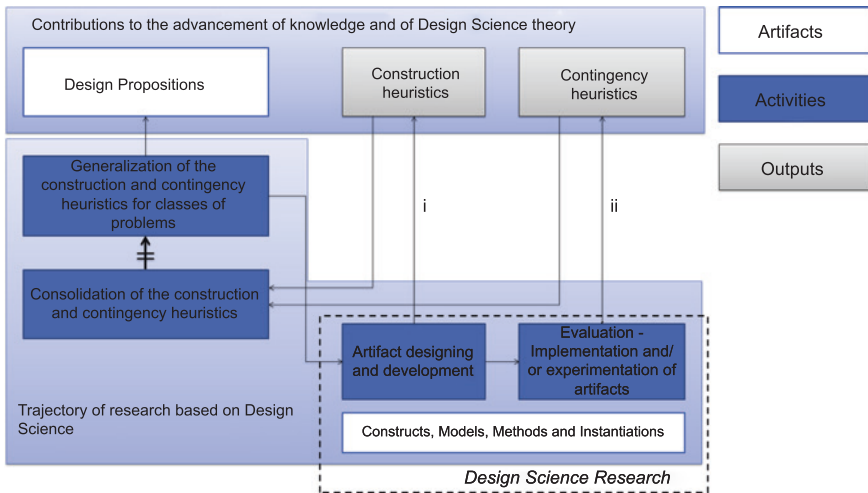 Contributions to the advancement of knowledge and of Design Science theory
Design Propositions
Construction
heuristics
Contingency
heuristics
Artifacts
Activities
Outputs
Generalization of the
construction and contingency
heuristics for classes of
problems
i
ii
Consolidation of the construction
and contingency heuristics
Artifact designing
and development
Evaluation -
Implementation and/
or experimentation of
artifacts
Trajectory of research based on Design
Science
Constructs, Models, Methods and Instantiations
Design Science Research